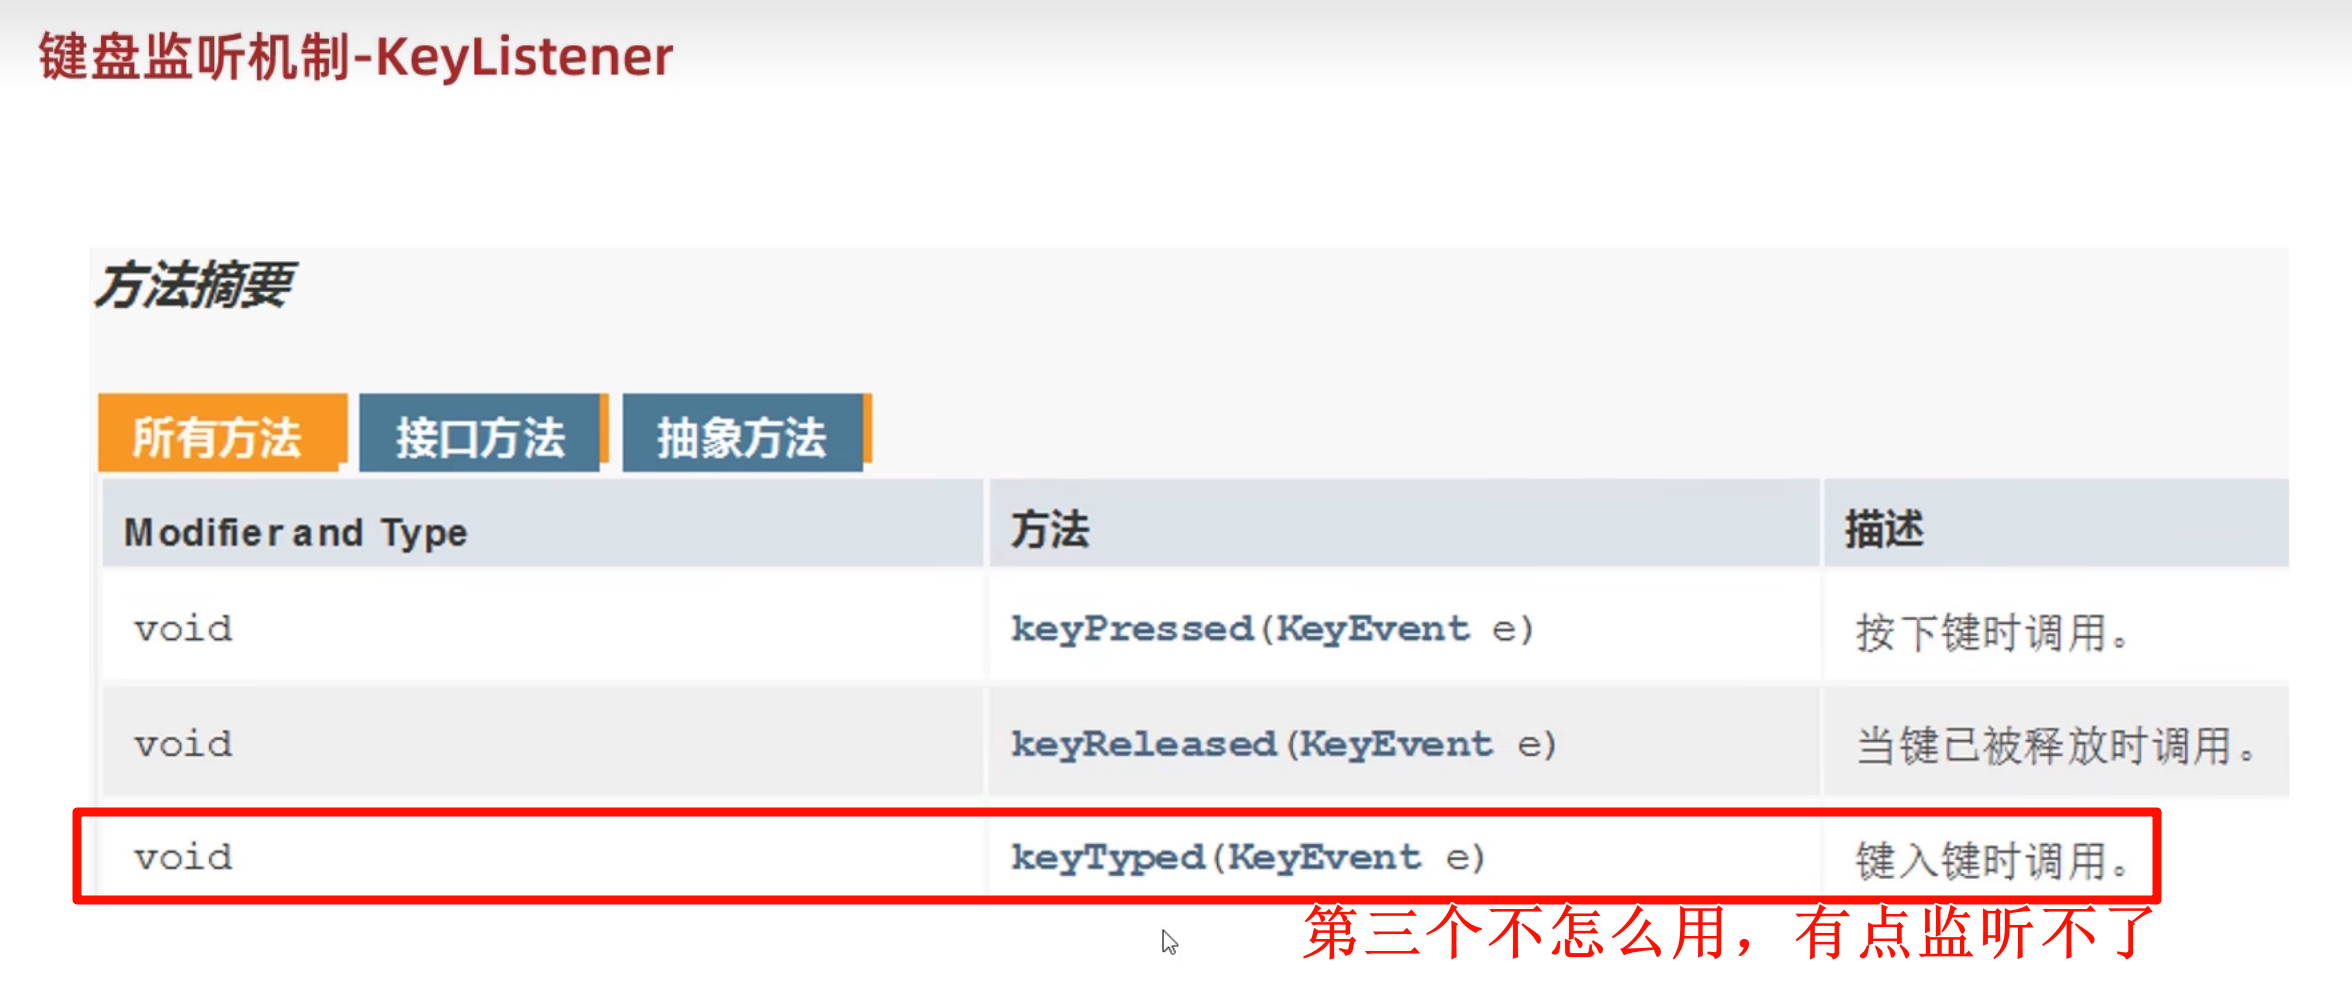 键盘监听机制-KeyListener
方法摘要
所有方法 接口方法 抽象方法
Modifier and Type 方法 描述
void keyPressed(KeyEvent e) 按下键时调用。
void keyReleased(KeyEvent e) 当键已被释放时调用。
void keyTyped(KeyEvent e) 键入键时调用。
第三个不怎么用，有点监听不了